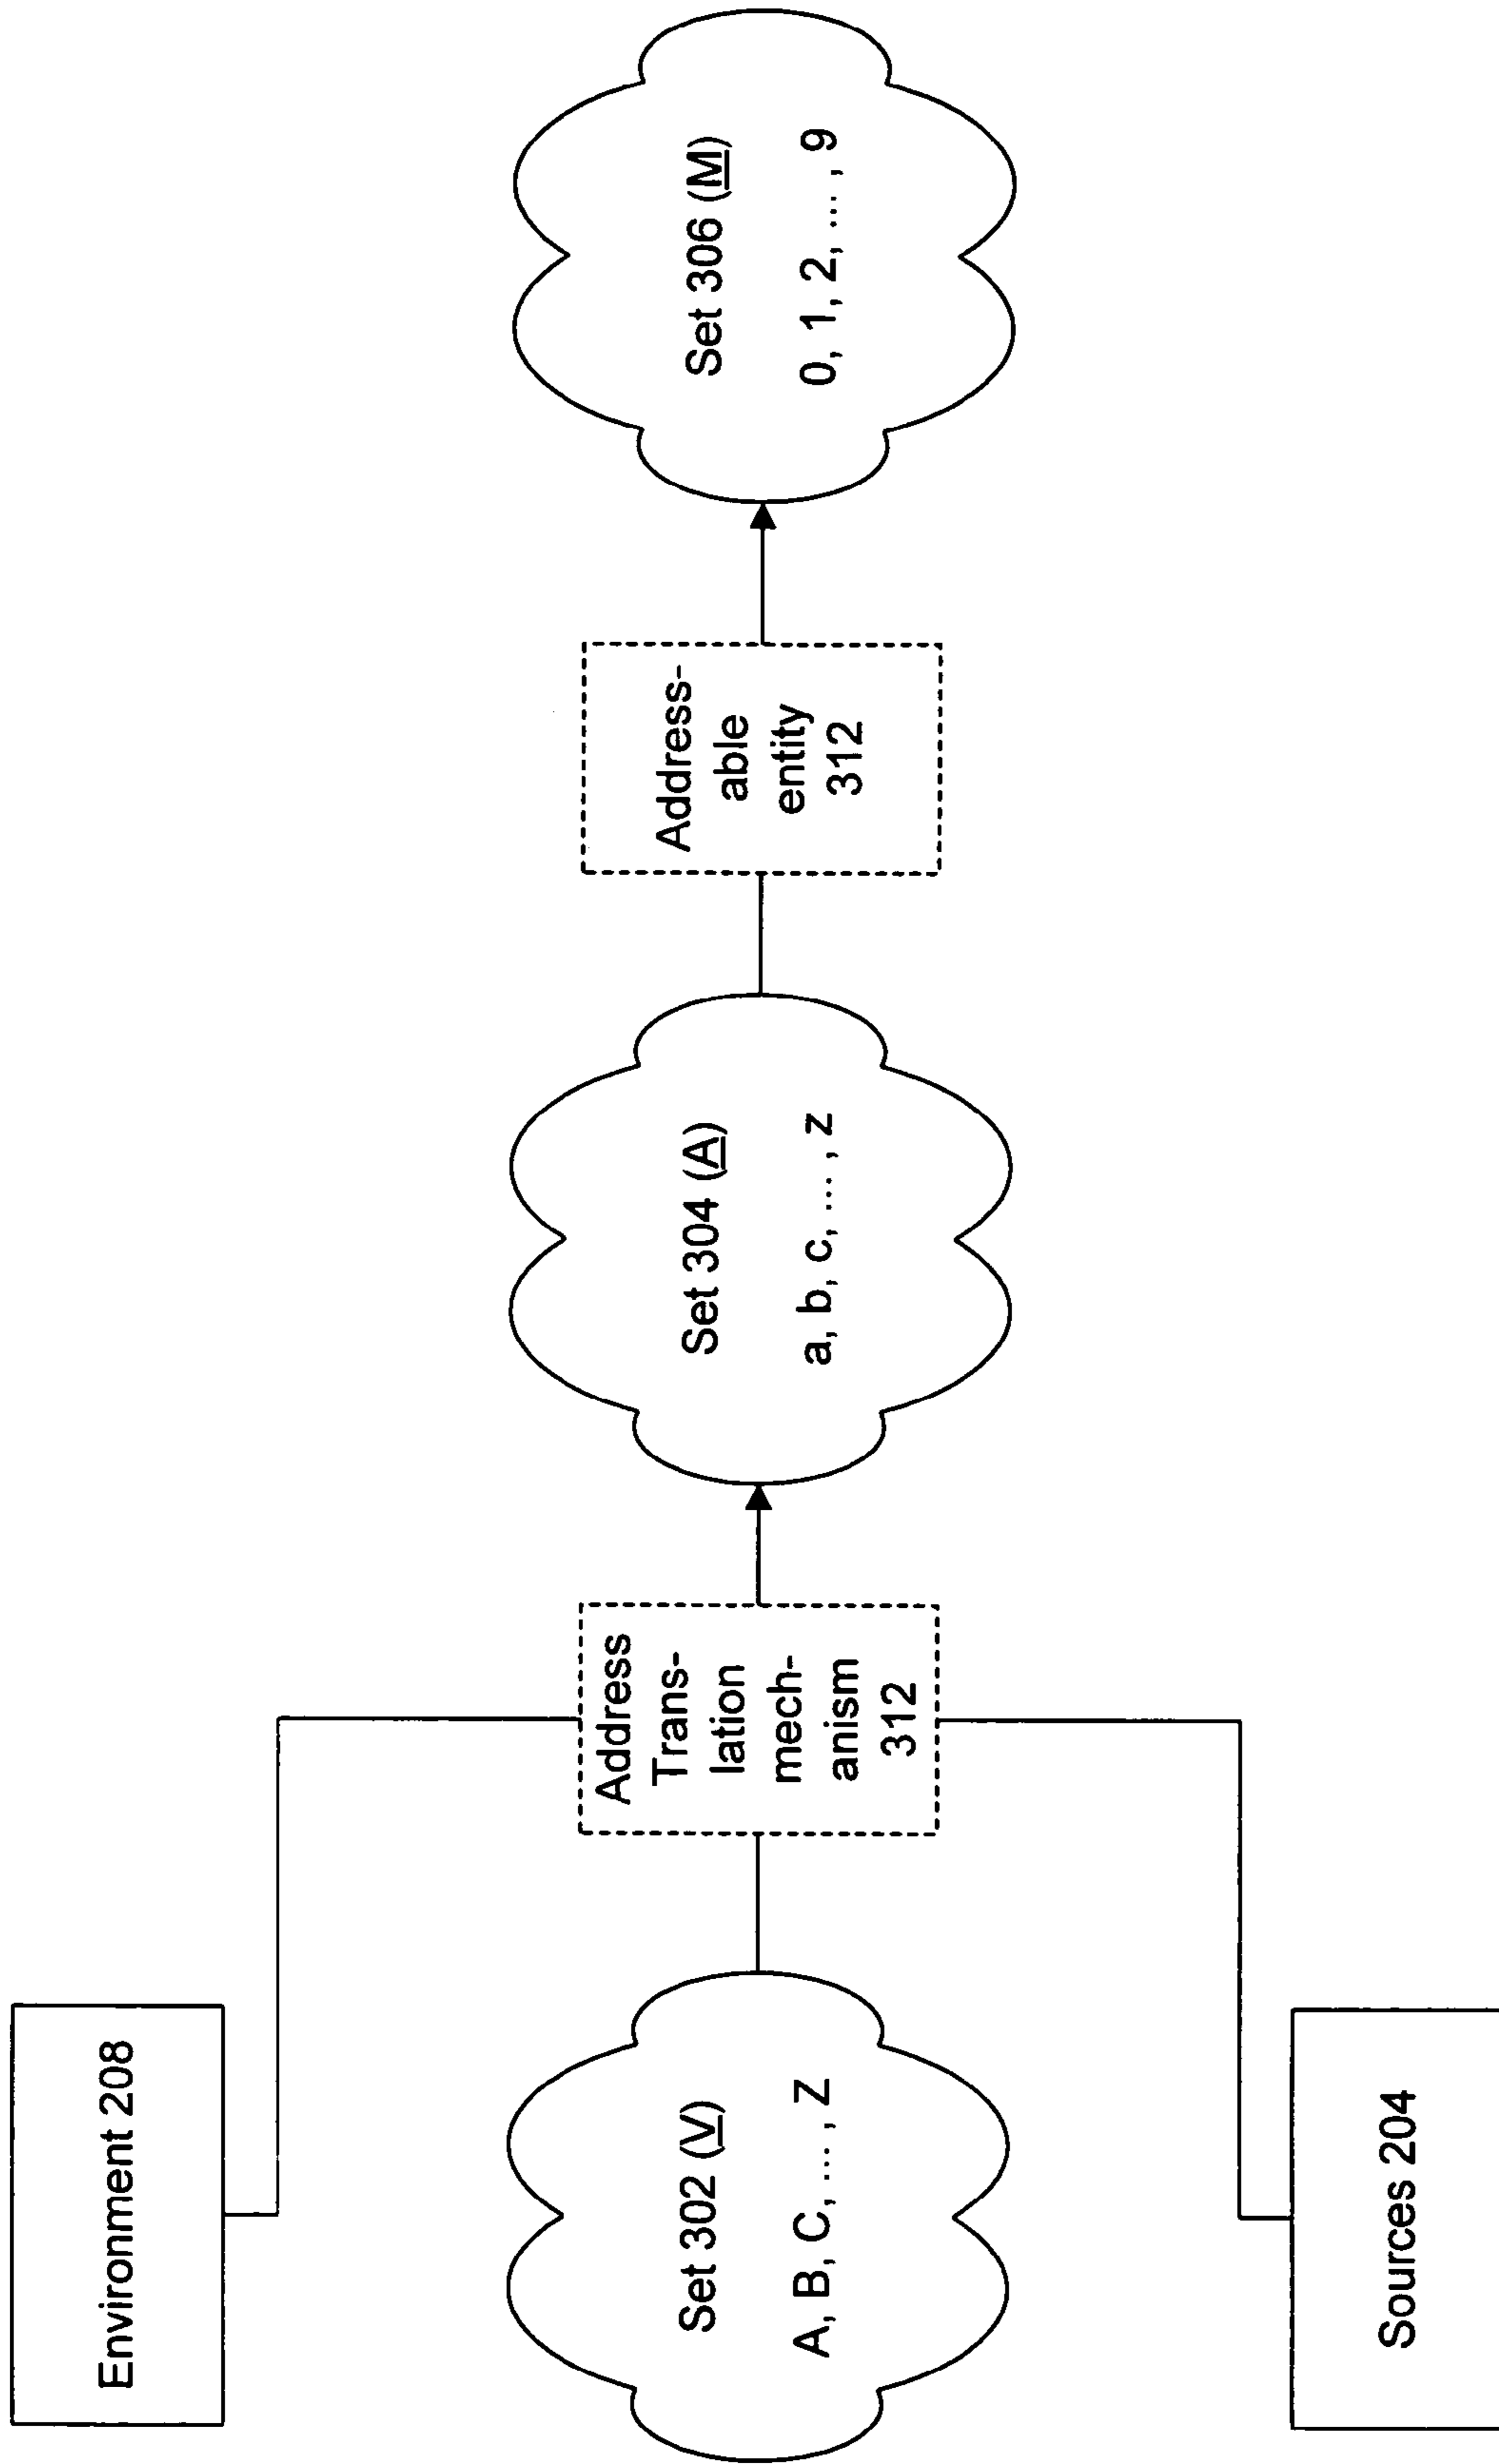 Environment 208
Set 302 (V)
A, B, C, ... , Z
Sources 204
Address
Trans-
lation
mech-
anism
312
Set 304 (A)
a, b, c, ... , z
Address-
able
entity
312
Set 306 (M)
0, 1, 2, ... , 9